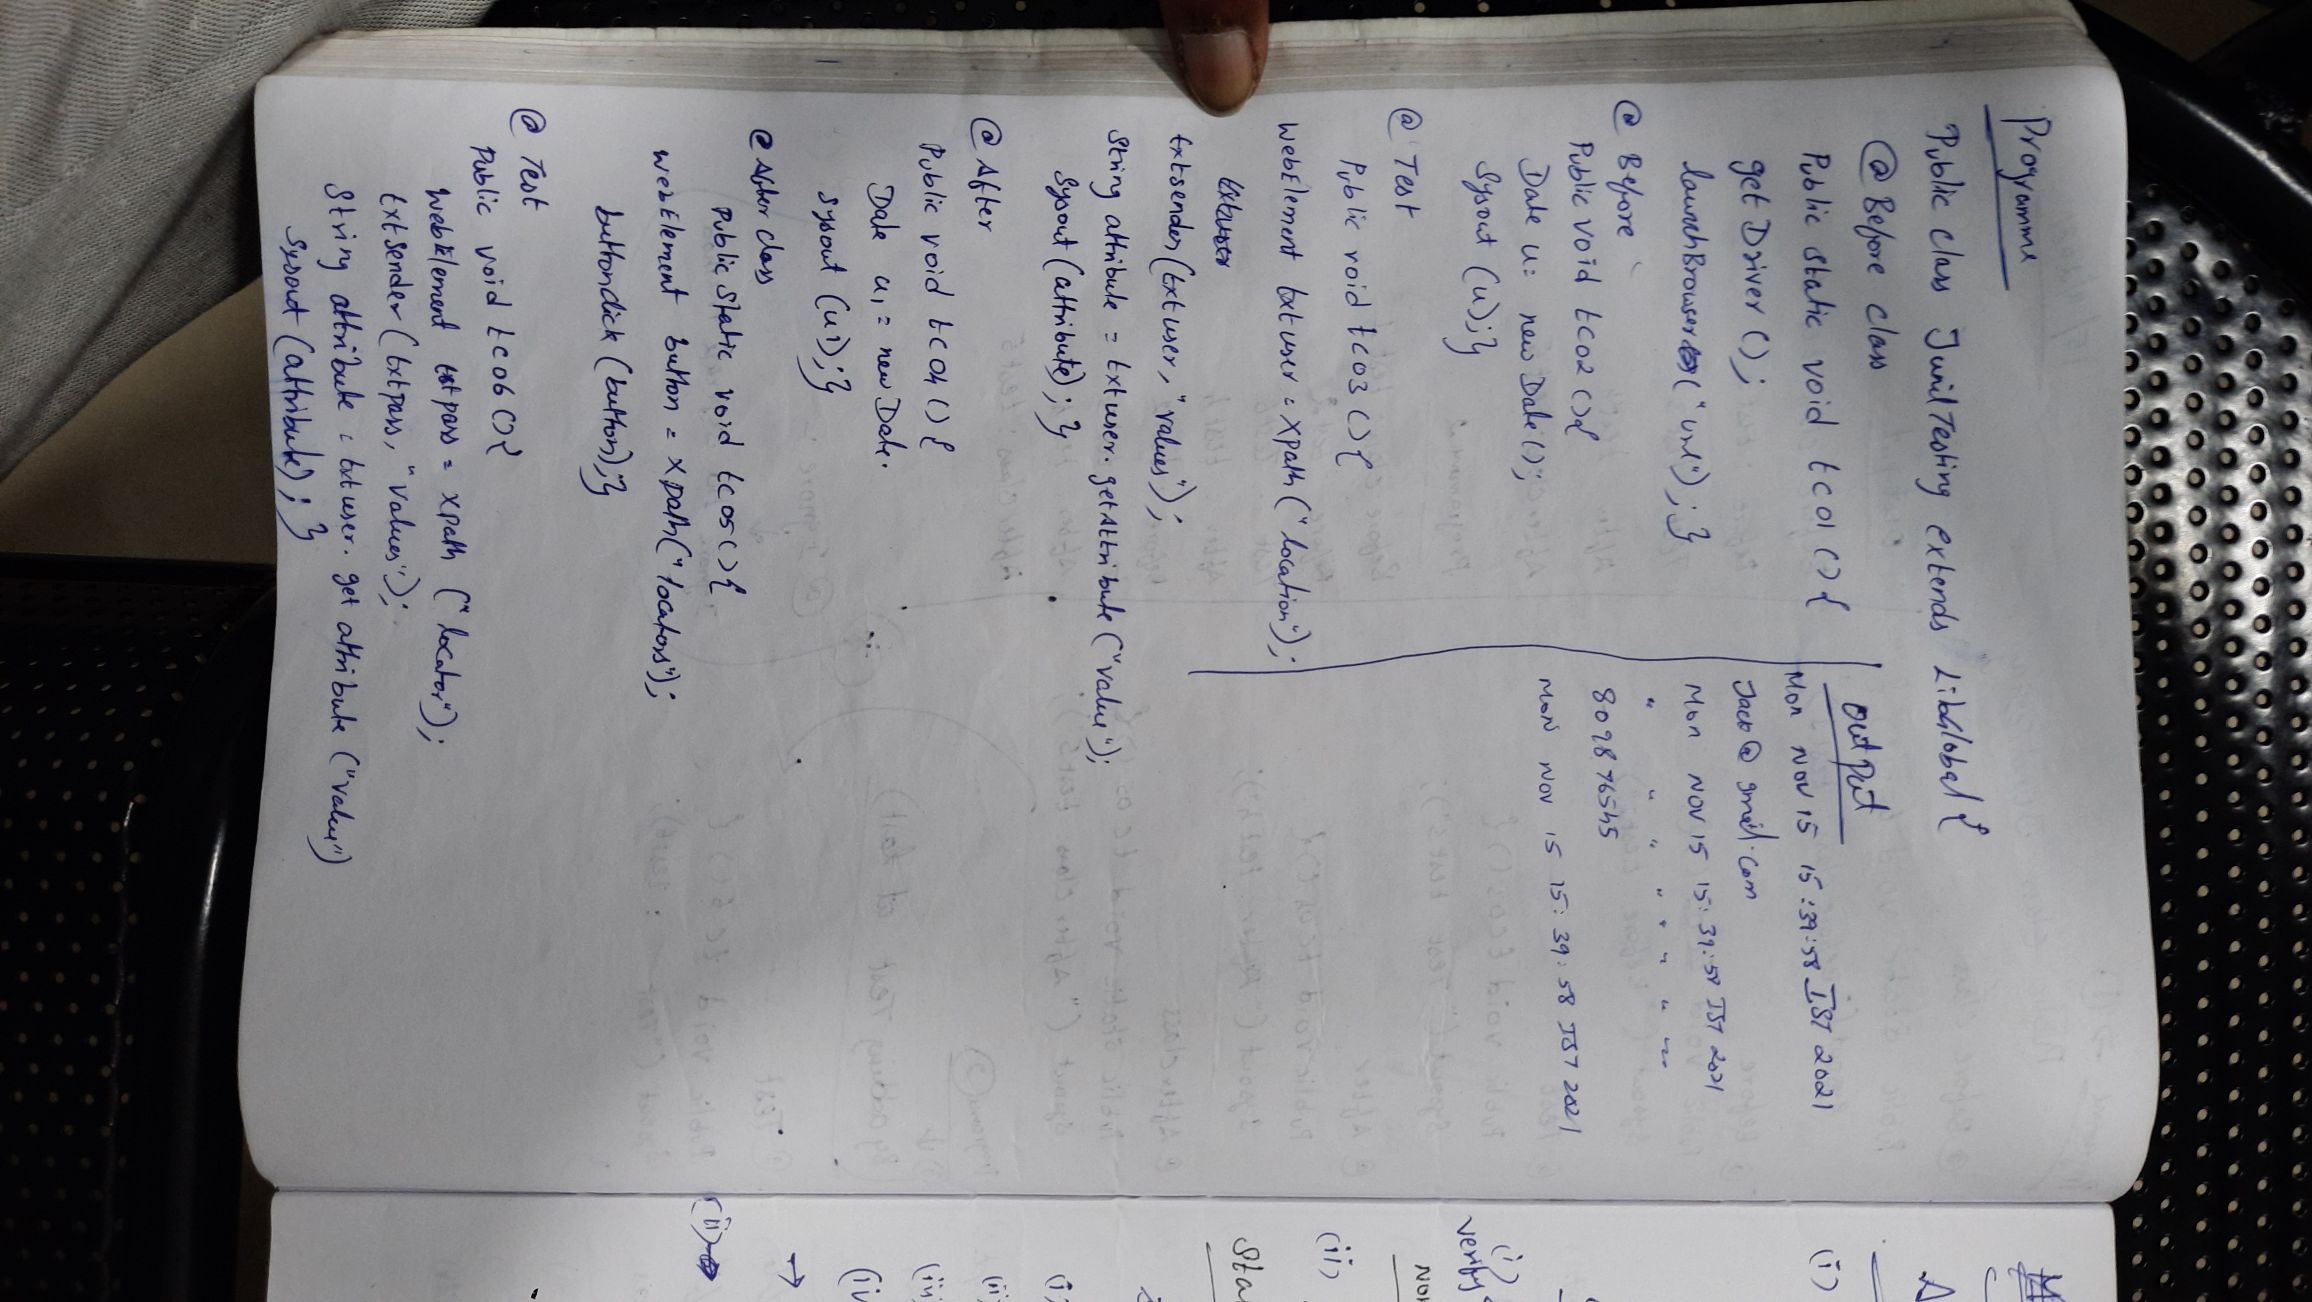 Programme
Public class JunitTesting extends Libglobal {
@ Before class
Public static void tc01 () {
get Driver ();
launchBrowser ("url"); }
@ Before
Public void tc02 () {
Date u = new Date ();
Sysout (u); }
@ Test
Public void tc03 () {
WebElement txtuser = xpath ("location");
txtuser
txtsender (txtuser, "values");
String attribute = txtuser. getAttribute ("value");
Sysout (attribute); }
@ After
Public void tc04 () {
Date u1 = new Date.
Sysout (u1); }
@ After class
Public static void tc05 () {
WebElement button = xpath ("locators");
buttonclick (button); }
@ Test
Public void tc06 () {
WebElement txtpass = xpath ("locator");
txtsender (txtpass, "values");
String attribute = txtuser. get attribute ("value")
Sysout (attribute); }
OutPut
Mon Nov 15 15:39:58 IST 2021
Jacob@gmail.com
Mon Nov 15 15:39:58 IST 2021
" " " " " " "
8098 76545
Mon Nov 15 15:39:58 IST 2021
(i)
(i)
verify
(ii)
Sta
(i)
(ii)
(iii)
(iv
→
(ii)